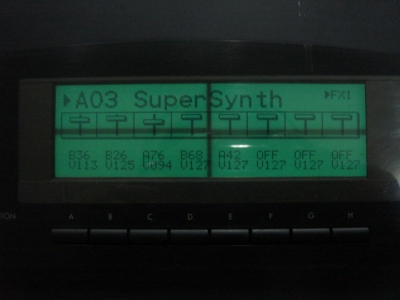 ▶A03 SuperSynth ▶FX1
B36 B26 A76 B68 A42 OFF OFF OFF
V113 V125 V094 V127 V127 V127 V127 V127
ION A B C D E F G H